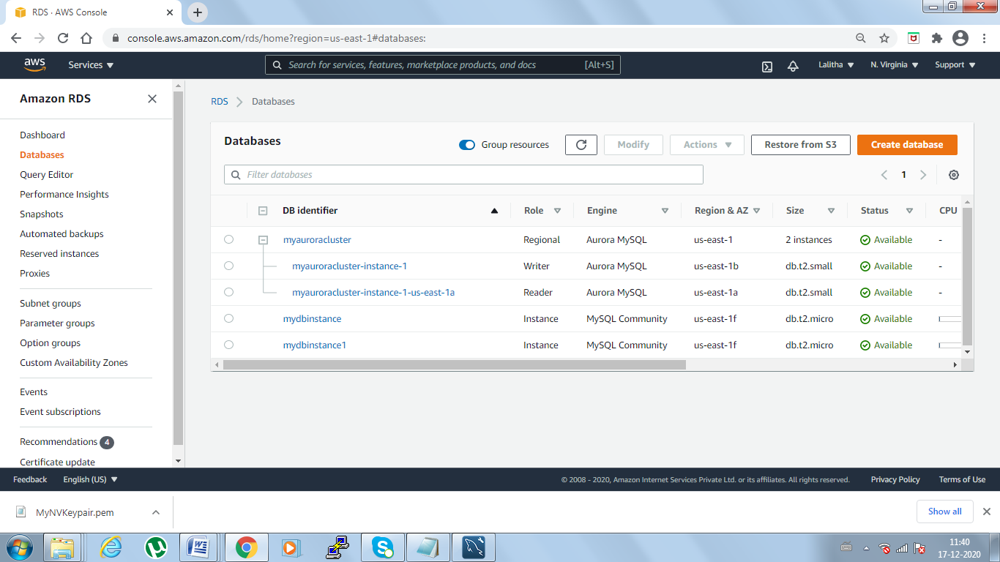 RDS · AWS Console
console.aws.amazon.com/rds/home?region=us-east-1#databases:
aws Services Search for services, features, marketplace products, and docs [Alt+S] Lalitha N. Virginia Support
Amazon RDS
Dashboard
Databases
Query Editor
Performance Insights
Snapshots
Automated backups
Reserved instances
Proxies
Subnet groups
Parameter groups
Option groups
Custom Availability Zones
Events
Event subscriptions
Recommendations 4
Certificate update
RDS Databases
Databases Group resources Modify Actions Restore from S3 Create database
Filter databases 1
DB identifier Role Engine Region & AZ Size Status CPU
myauroracluster Regional Aurora MySQL us-east-1 2 instances Available -
myauroracluster-instance-1 Writer Aurora MySQL us-east-1b db.t2.small Available -
myauroracluster-instance-1-us-east-1a Reader Aurora MySQL us-east-1a db.t2.small Available -
mydbinstance Instance MySQL Community us-east-1f db.t2.micro Available
mydbinstance1 Instance MySQL Community us-east-1f db.t2.micro Available
Feedback English (US) © 2008 - 2020, Amazon Internet Services Private Ltd. or its affiliates. All rights reserved. Privacy Policy Terms of Use
MyNVKeypair.pem Show all
11:40
17-12-2020